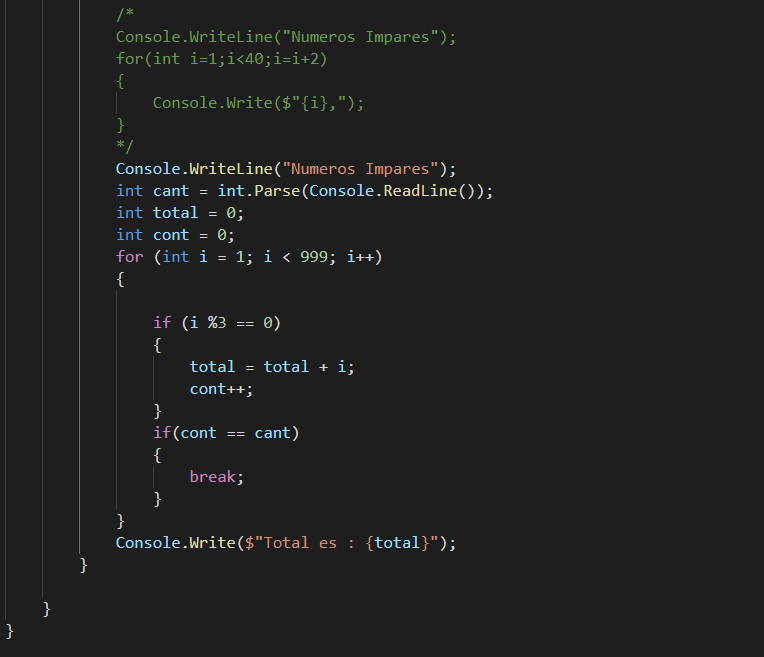 /*
Console.WriteLine("Numeros Impares");
for(int i=1;i<40;i=i+2)
{
Console.Write($"{i},");
}
*/
Console.WriteLine("Numeros Impares");
int cant = int.Parse(Console.ReadLine());
int total = 0;
int cont = 0;
for (int i = 1; i < 999; i++)
{
if (i %3 == 0)
{
total = total + i;
cont++;
}
if(cont == cant)
{
break;
}
}
Console.Write($"Total es : {total}");
}
}
}